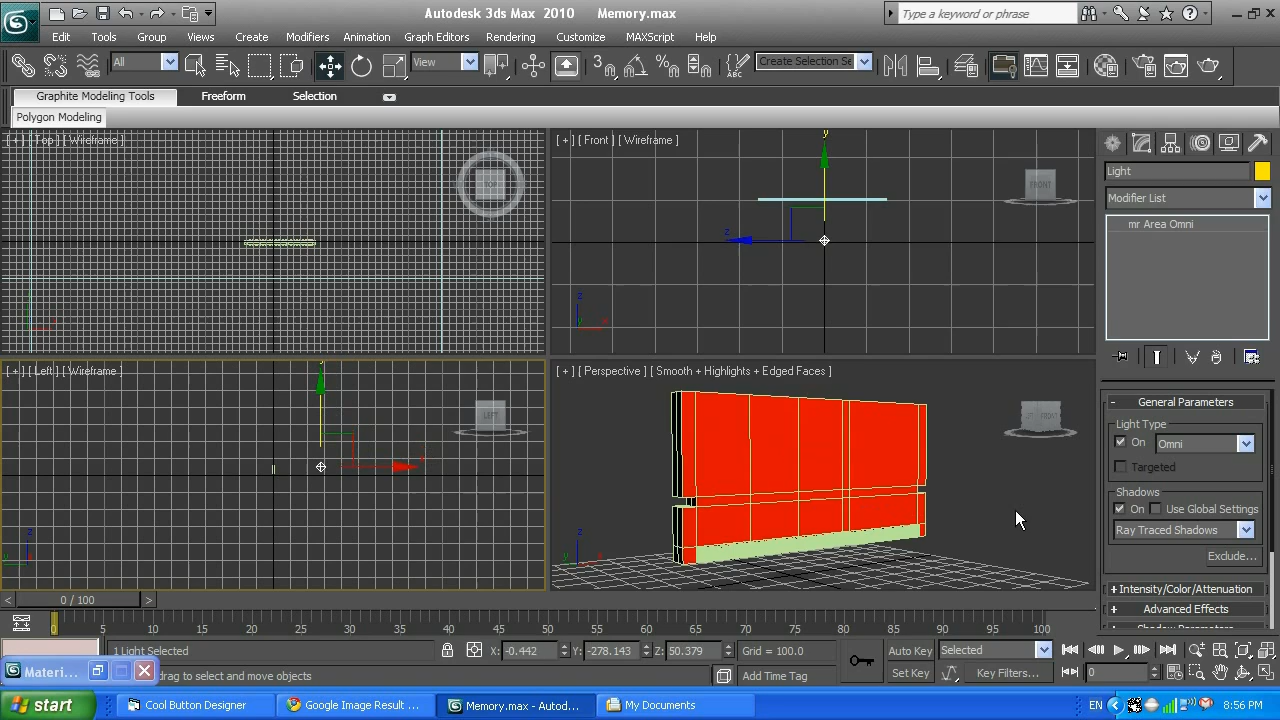 Autodesk 3ds Max 2010 Memory.max
Type a keyword or phrase
Edit Tools Group Views Create Modifiers Animation Graph Editors Rendering Customize MAXScript Help
All View Create Selection Se
Graphite Modeling Tools Freeform Selection
Polygon Modeling
[ + ] [ Top ] [ Wireframe ]
TOP
[ + ] [ Front ] [ Wireframe ]
FRONT
y
z
z
x
[ + ] [ Left ] [ Wireframe ]
LEFT
[ + ] [ Perspective ] [ Smooth + Highlights + Edged Faces ]
Light
Modifier List
mr Area Omni
- General Parameters
Light Type
On Omni
Targeted
Shadows
On Use Global Settings
Ray Traced Shadows
Exclude...
+ Intensity/Color/Attenuation
+ Advanced Effects
< 0 / 100 >
0 5 10 15 20 25 30 35 40 45 50 55 60 65 70 75 80 85 90 95 100
1 Light Selected X: -0.442 Y: -278.143 Z: 50.379 Grid = 100.0 Auto Key Selected
Materi... drag to select and move objects Add Time Tag Set Key Key Filters... 0
start Cool Button Designer Google Image Result ... Memory.max - Autod... My Documents EN 8:56 PM